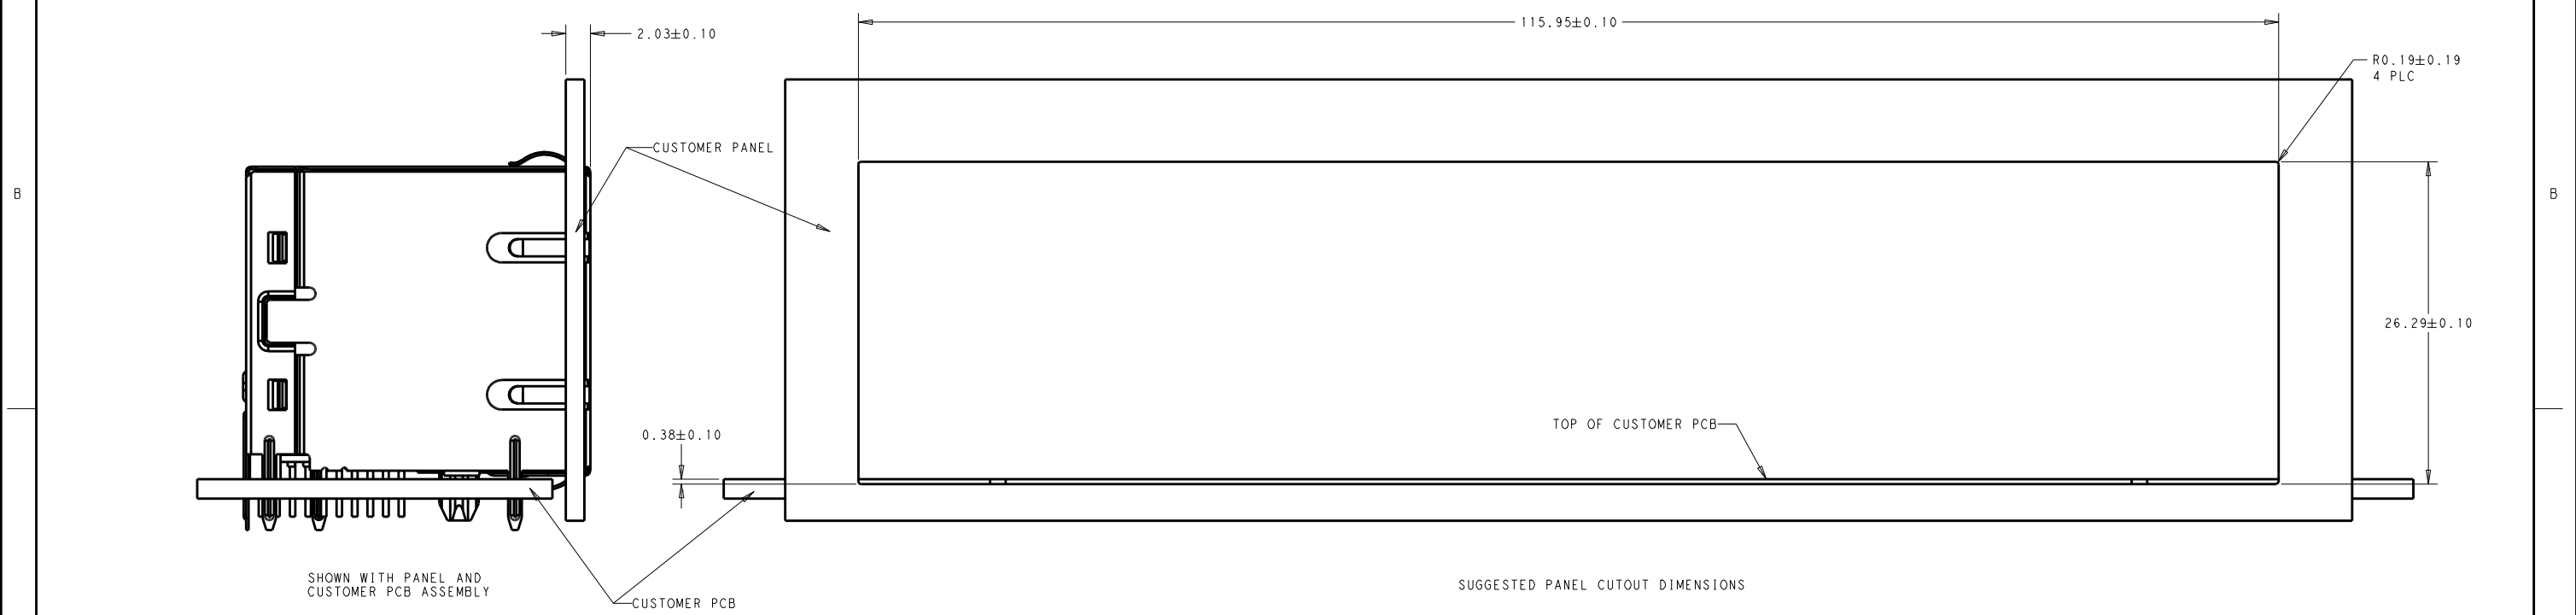 115.95±0.10
2.03±0.10
R0.19±0.19
4 PLC
CUSTOMER PANEL
B
B
26.29±0.10
TOP OF CUSTOMER PCB
0.38±0.10
SHOWN WITH PANEL AND
CUSTOMER PCB ASSEMBLY
SUGGESTED PANEL CUTOUT DIMENSIONS
CUSTOMER PCB